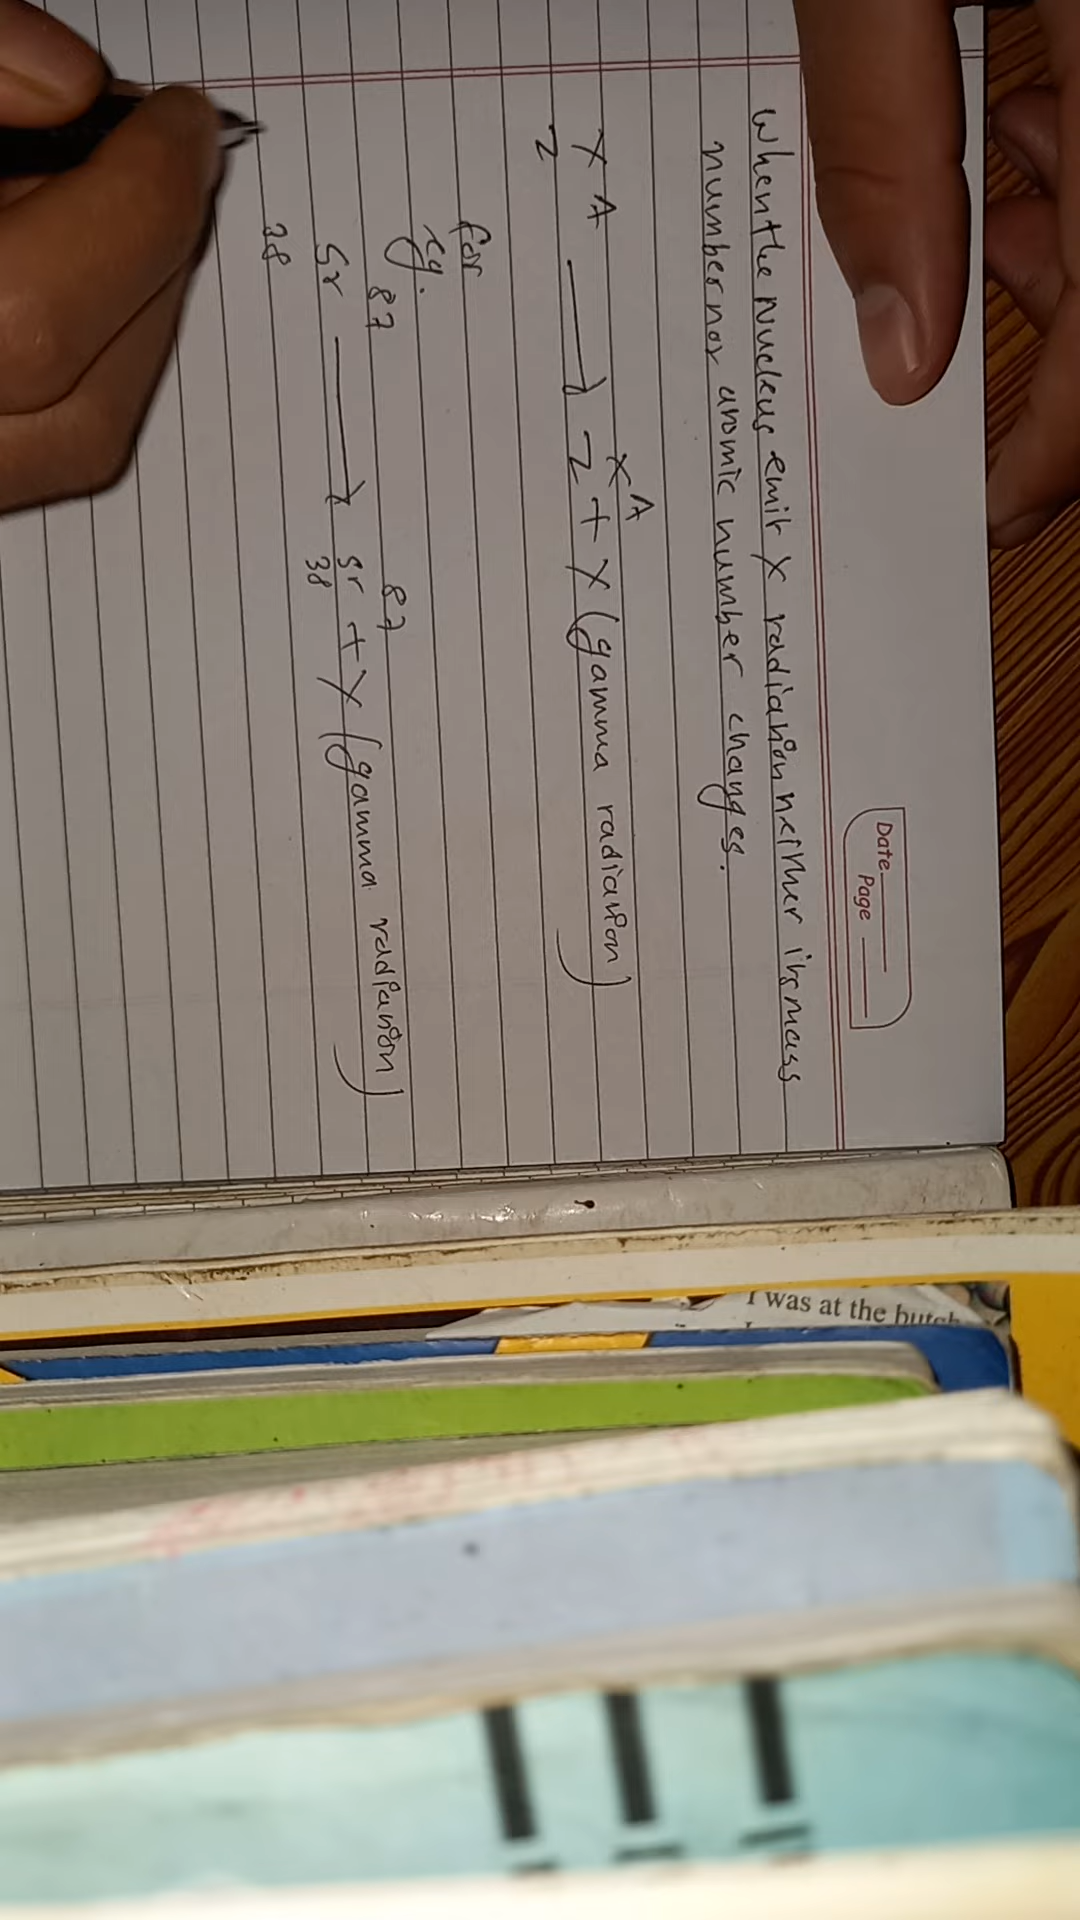 Date
Page
When the Nucleus emit γ radiation neither its mass
number nor atomic number changes.
X A → X A + γ (gamma radiation)
Z Z
for
eg.
87 87
Sr → Sr + γ (gamma radiation)
38 38
I was at the butch